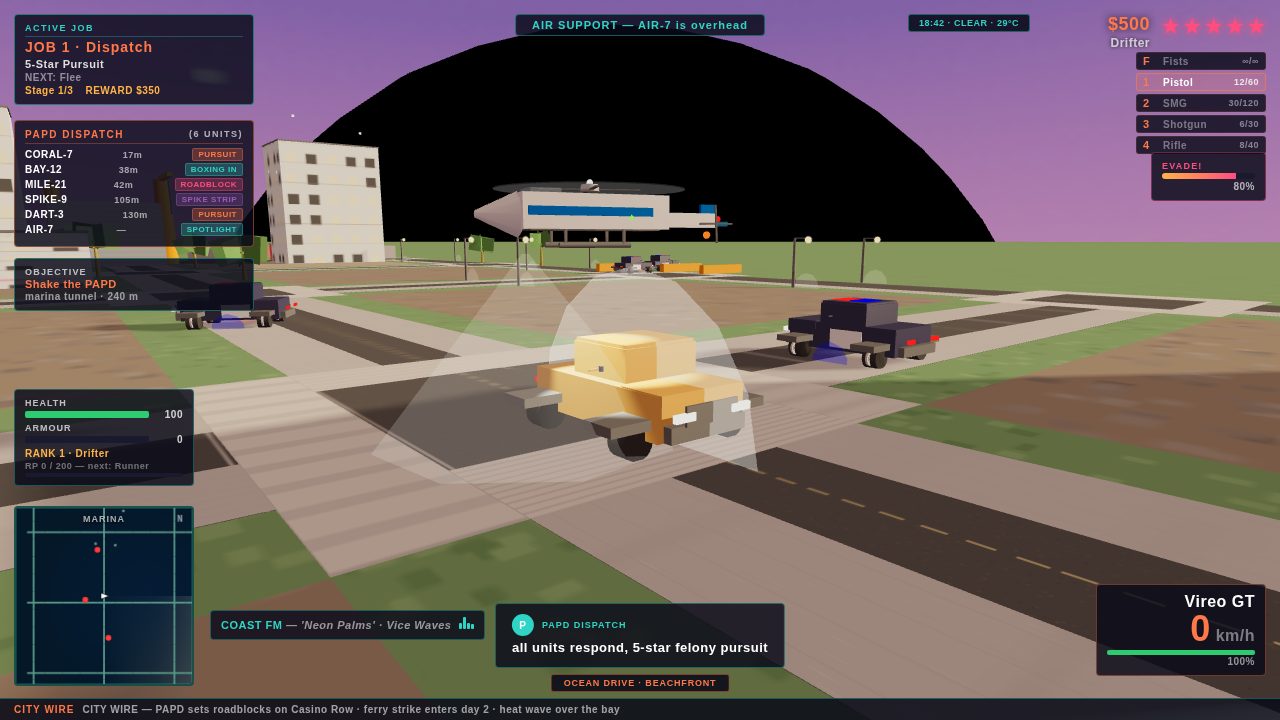 ACTIVE JOB
JOB 1 · Dispatch
5-Star Pursuit
NEXT: Flee
Stage 1/3 REWARD $350
AIR SUPPORT — AIR-7 is overhead
18:42 · CLEAR · 29°C
$500 ★★★★★
Drifter
F Fists ∞/∞
1 Pistol 12/60
2 SMG 30/120
3 Shotgun 6/30
4 Rifle 8/40
EVADE!
80%
PAPD DISPATCH (6 UNITS)
CORAL-7 17m PURSUIT
BAY-12 38m BOXING IN
MILE-21 42m ROADBLOCK
SPIKE-9 105m SPIKE STRIP
DART-3 130m PURSUIT
AIR-7 — SPOTLIGHT
OBJECTIVE
Shake the PAPD
marina tunnel · 240 m
HEALTH
100
ARMOUR
0
RANK 1 · Drifter
RP 0 / 200 — next: Runner
MARINA N
COAST FM — 'Neon Palms' · Vice Waves
P PAPD DISPATCH
all units respond, 5-star felony pursuit
OCEAN DRIVE · BEACHFRONT
Vireo GT
0 km/h
100%
CITY WIRE CITY WIRE — PAPD sets roadblocks on Casino Row · ferry strike enters day 2 · heat wave over the bay